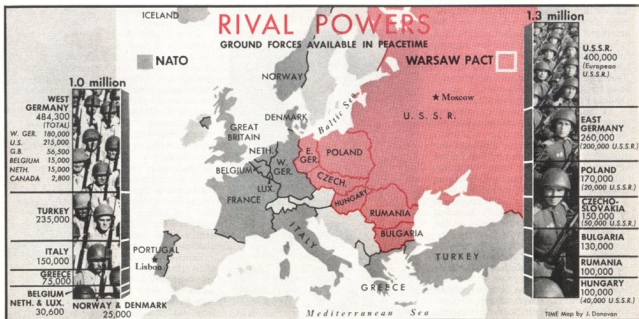 RIVAL POWERS
GROUND FORCES AVAILABLE IN PEACETIME
NATO
WARSAW PACT
1.0 million
WEST
GERMANY
484,300
(TOTAL)
W. GER. 180,000
U.S. 215,000
G.B. 56,500
BELGIUM 15,000
NETH. 15,000
CANADA 2,800
TURKEY
235,000
ITALY
150,000
GREECE
75,000
BELGIUM
NETH. & LUX.
30,600
NORWAY & DENMARK
25,000
ICELAND
NORWAY
DENMARK
Baltic Sea
GREAT
BRITAIN
NETH.
BELGIUM
LUX.
W.
GER.
E.
GER.
POLAND
CZECH.
HUNGARY
RUMANIA
BULGARIA
FRANCE
PORTUGAL
Lisbon
ITALY
GREECE
TURKEY
Mediterranean Sea
★ Moscow
U. S. S. R.
1.3 million
U.S.S.R.
400,000
(European
U.S.S.R.)
EAST
GERMANY
260,000
(200,000 U.S.S.R.)
POLAND
170,000
(20,000 U.S.S.R.)
CZECHO-
SLOVAKIA
150,000
(50,000 U.S.S.R.)
BULGARIA
130,000
RUMANIA
100,000
HUNGARY
100,000
(40,000 U.S.S.R.)
TIME Map by J. Donovan